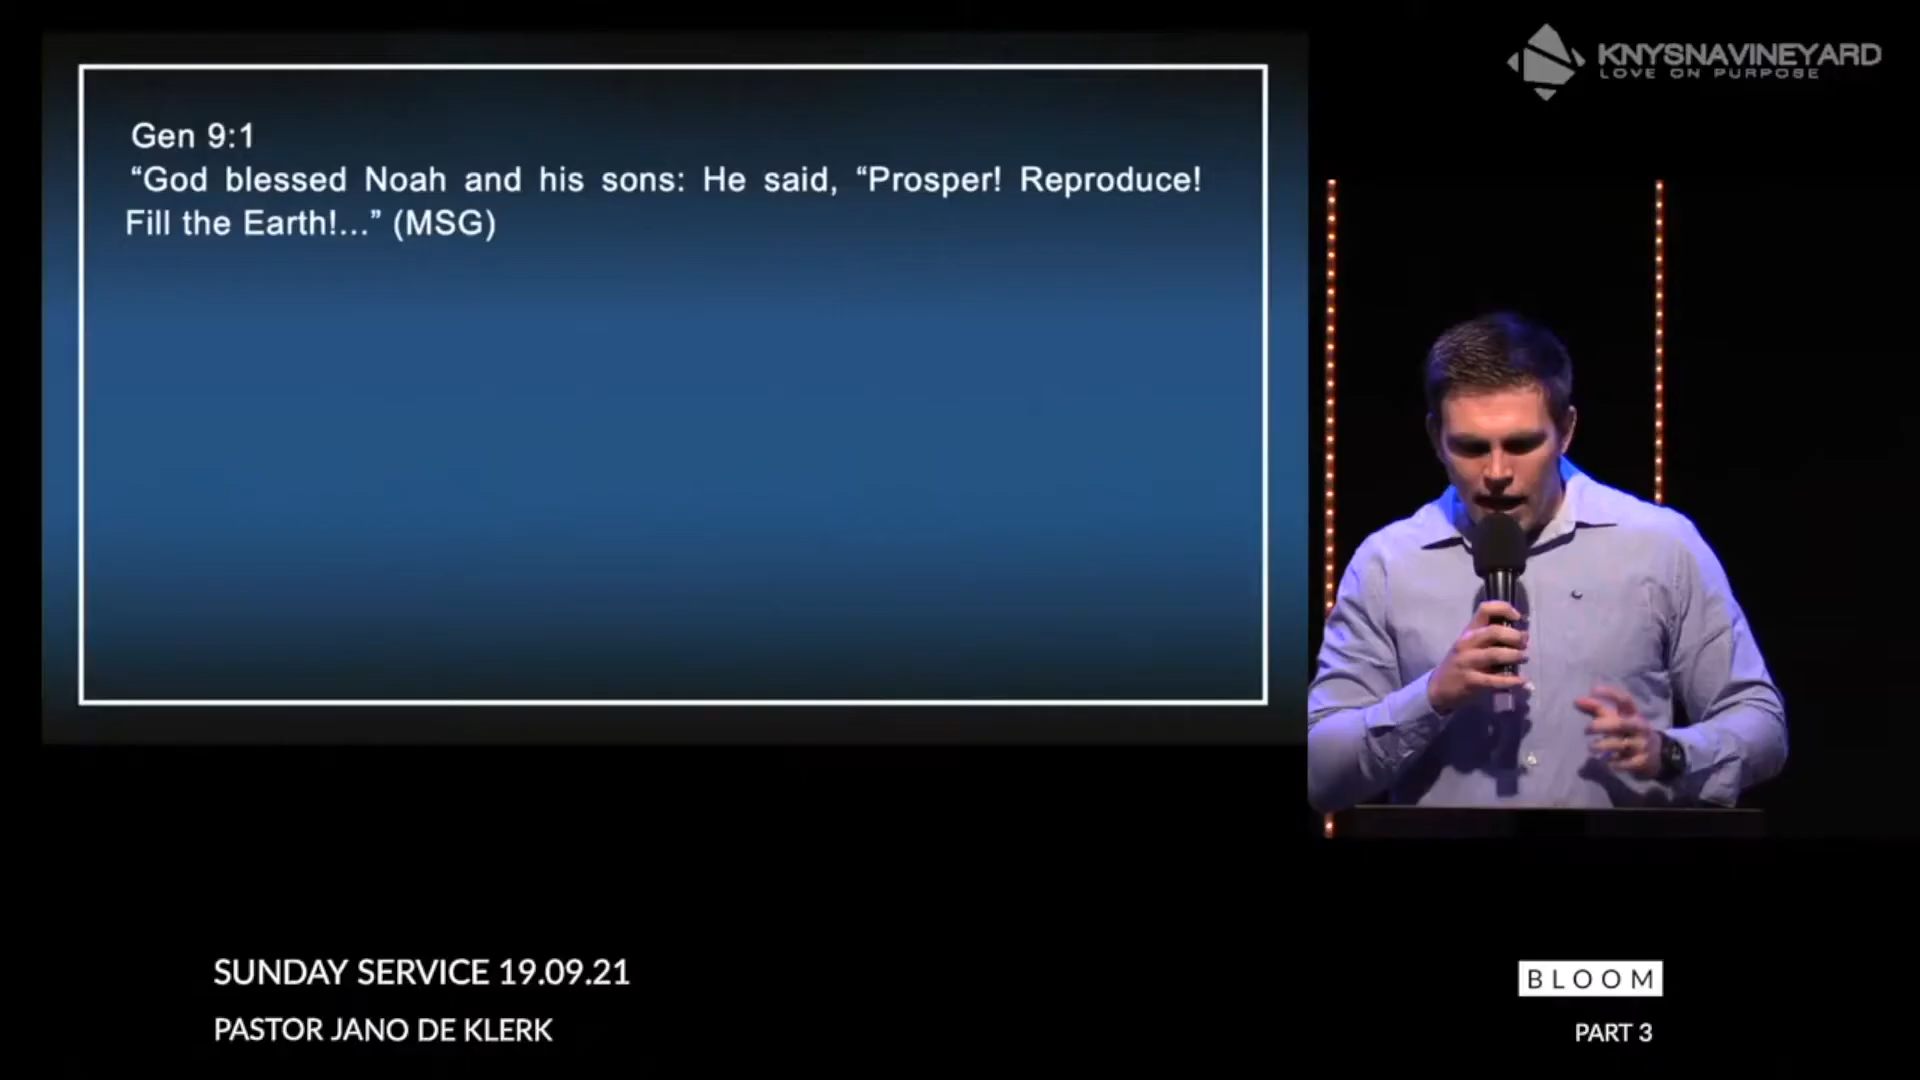 KNYSNAVINEYARD
LOVE ON PURPOSE
Gen 9:1
“God blessed Noah and his sons: He said, “Prosper! Reproduce!
Fill the Earth!...” (MSG)
SUNDAY SERVICE 19.09.21
PASTOR JANO DE KLERK
BLOOM
PART 3